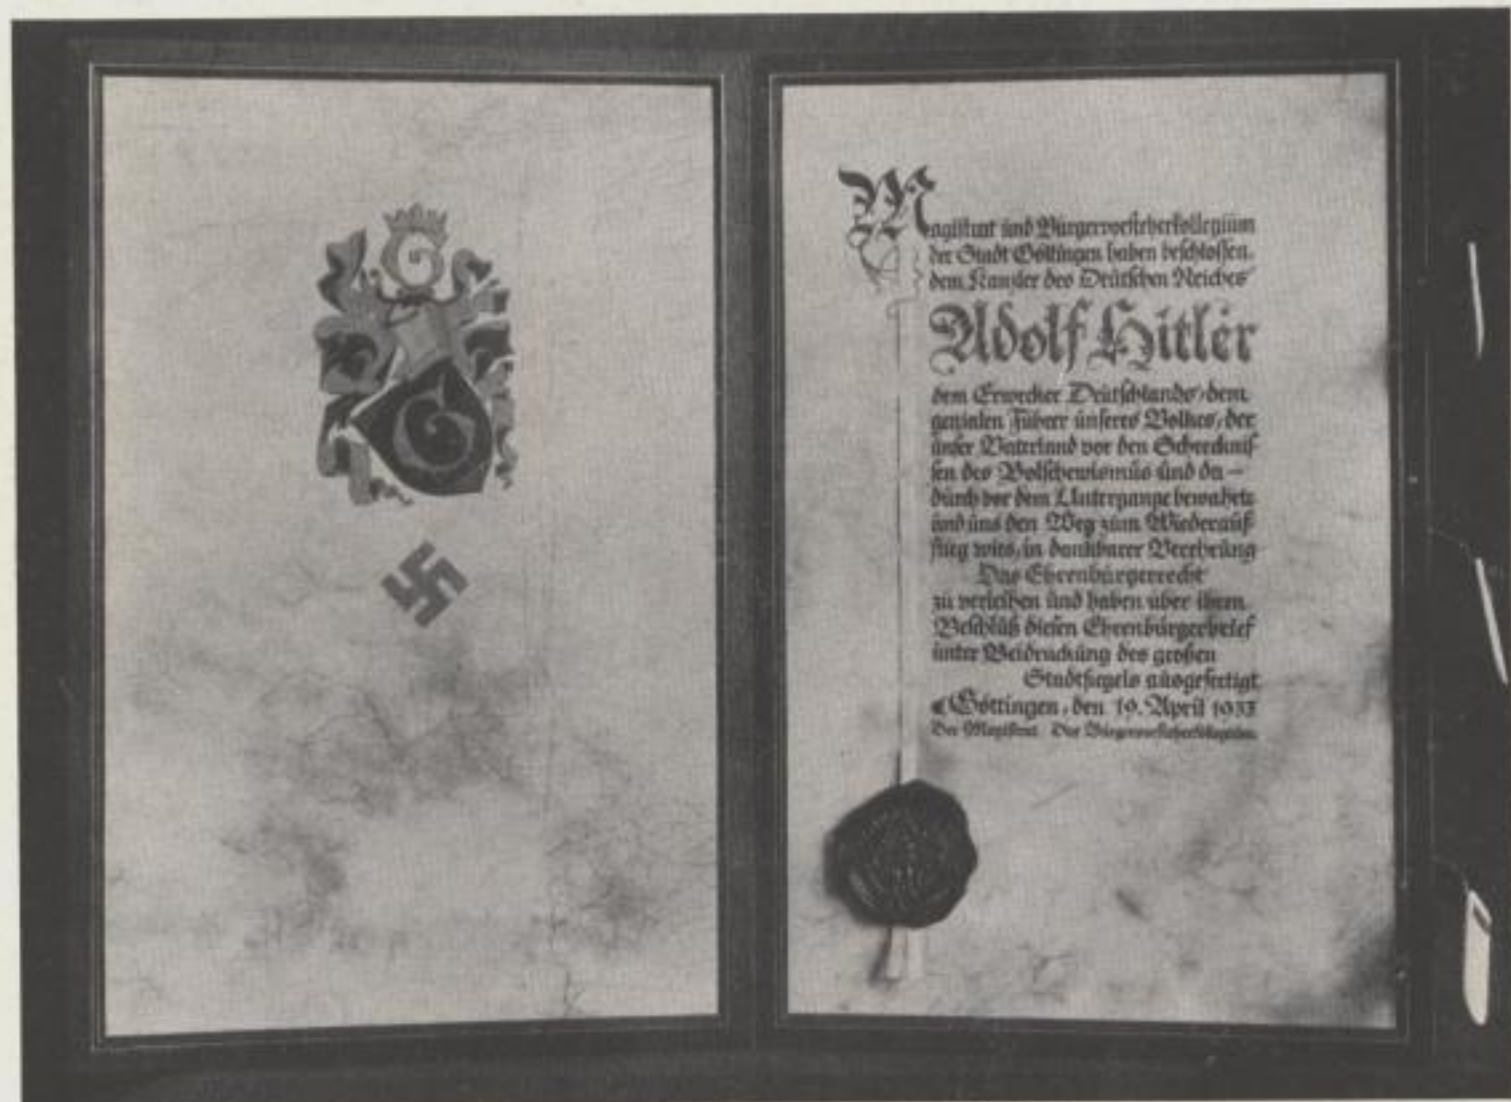 G
G
Magistrat und Bürgervorsteherkollegium
der Stadt Göttingen haben beschlossen,
dem Kanzler des Deutschen Reiches
Adolf Hitler
dem Erwecker Deutschlands, dem
genialen Führer unseres Volkes, der
unser Vaterland vor den Schrecknis-
sen des Bolschewismus und da-
durch vor dem Untergange bewahrte
und uns den Weg zum Wiederauf-
stieg wies, in dankbarer Verehrung
Das Ehrenbürgerrecht
zu verleihen und haben über ihren
Beschluß diesen Ehrenbürgerbrief
unter Beidruckung des großen
Stadtsiegels ausgefertigt
Göttingen, den 19. April 1933
Der Magistrat Das Bürgervorsteherkollegium